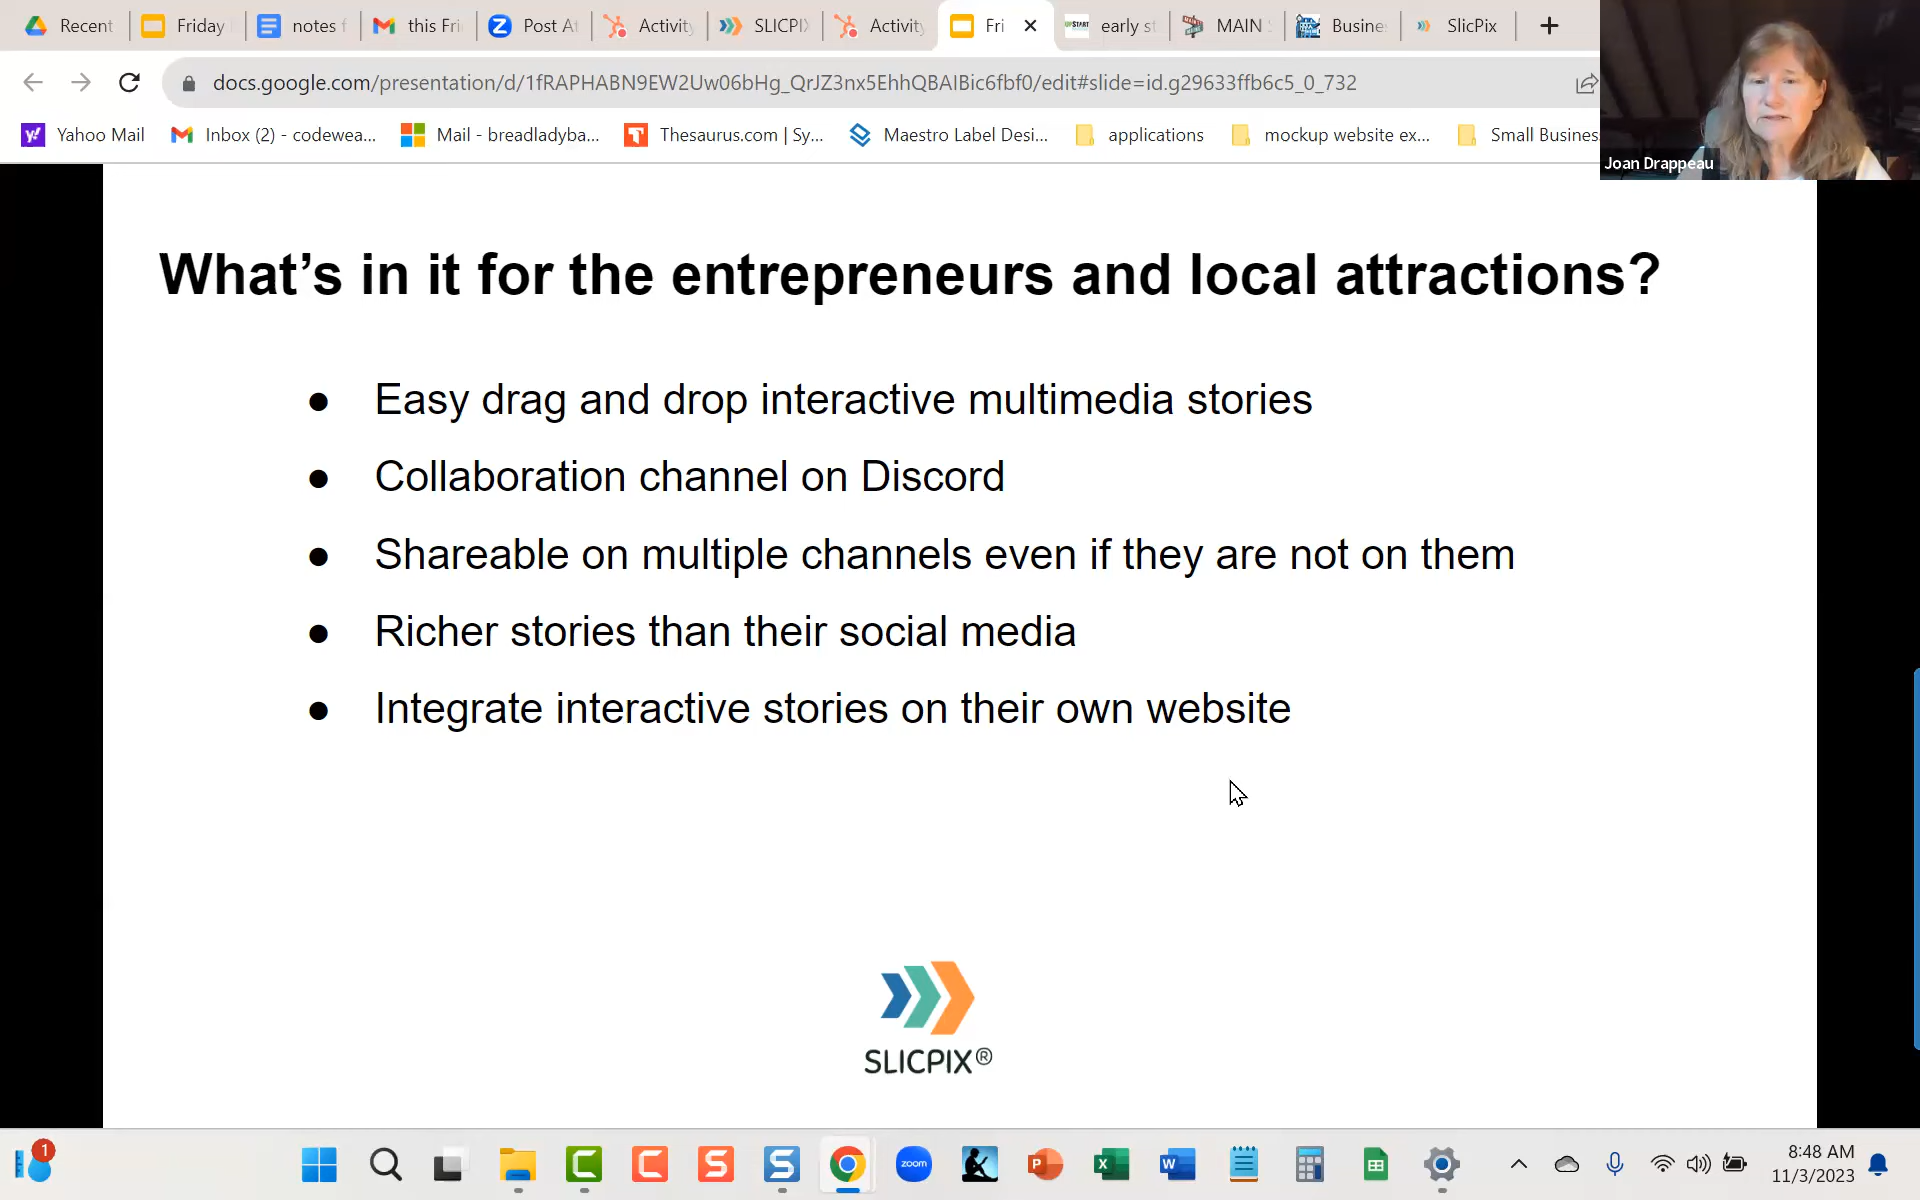 Recent
Friday
notes f
this Fri
Post At
Activity
SLICPIX
Activity
Fri
early st
MAIN
Busine
SlicPix
docs.google.com/presentation/d/1fRAPHABN9EW2Uw06bHg_QrJZ3nx5EhhQBAIBic6fbf0/edit#slide=id.g29633ffb6c5_0_732
Yahoo Mail
Inbox (2) - codewea...
Mail - breadladyba...
Thesaurus.com | Sy...
Maestro Label Desi...
applications
mockup website ex...
Small Busines
Joan Drappeau
What's in it for the entrepreneurs and local attractions?
● Easy drag and drop interactive multimedia stories
● Collaboration channel on Discord
● Shareable on multiple channels even if they are not on them
● Richer stories than their social media
● Integrate interactive stories on their own website
SLICPIX®
1
zoom
8:48 AM
11/3/2023